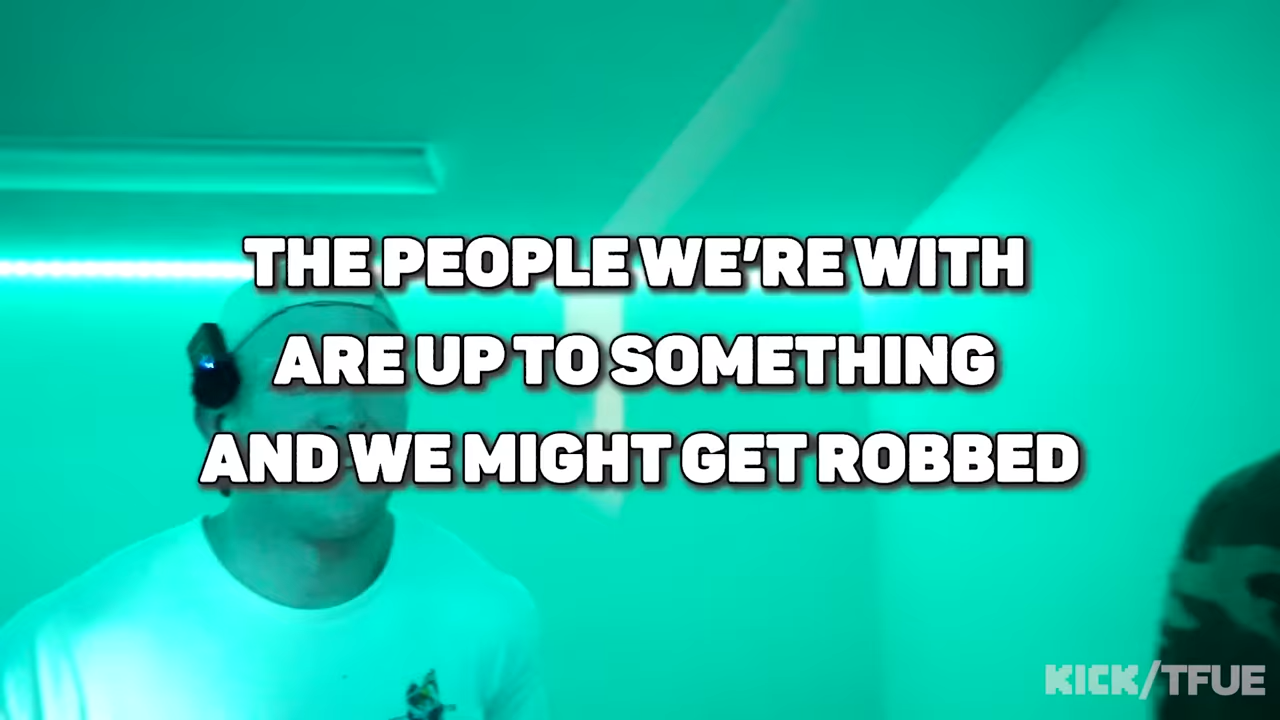 THE PEOPLE WE'RE WITH
ARE UP TO SOMETHING
AND WE MIGHT GET ROBBED
KICK/TFUE